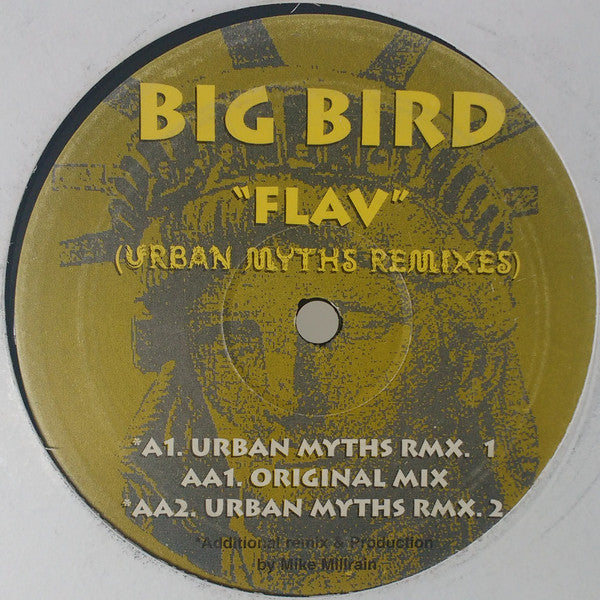 BIG BIRD
"FLAV"
(URBAN MYTHS REMIXES)
*A1. URBAN MYTHS RMX. 1
AA1. ORIGINAL MIX
*AA2. URBAN MYTHS RMX. 2
*Additional remix & Production
by Mike Millrain